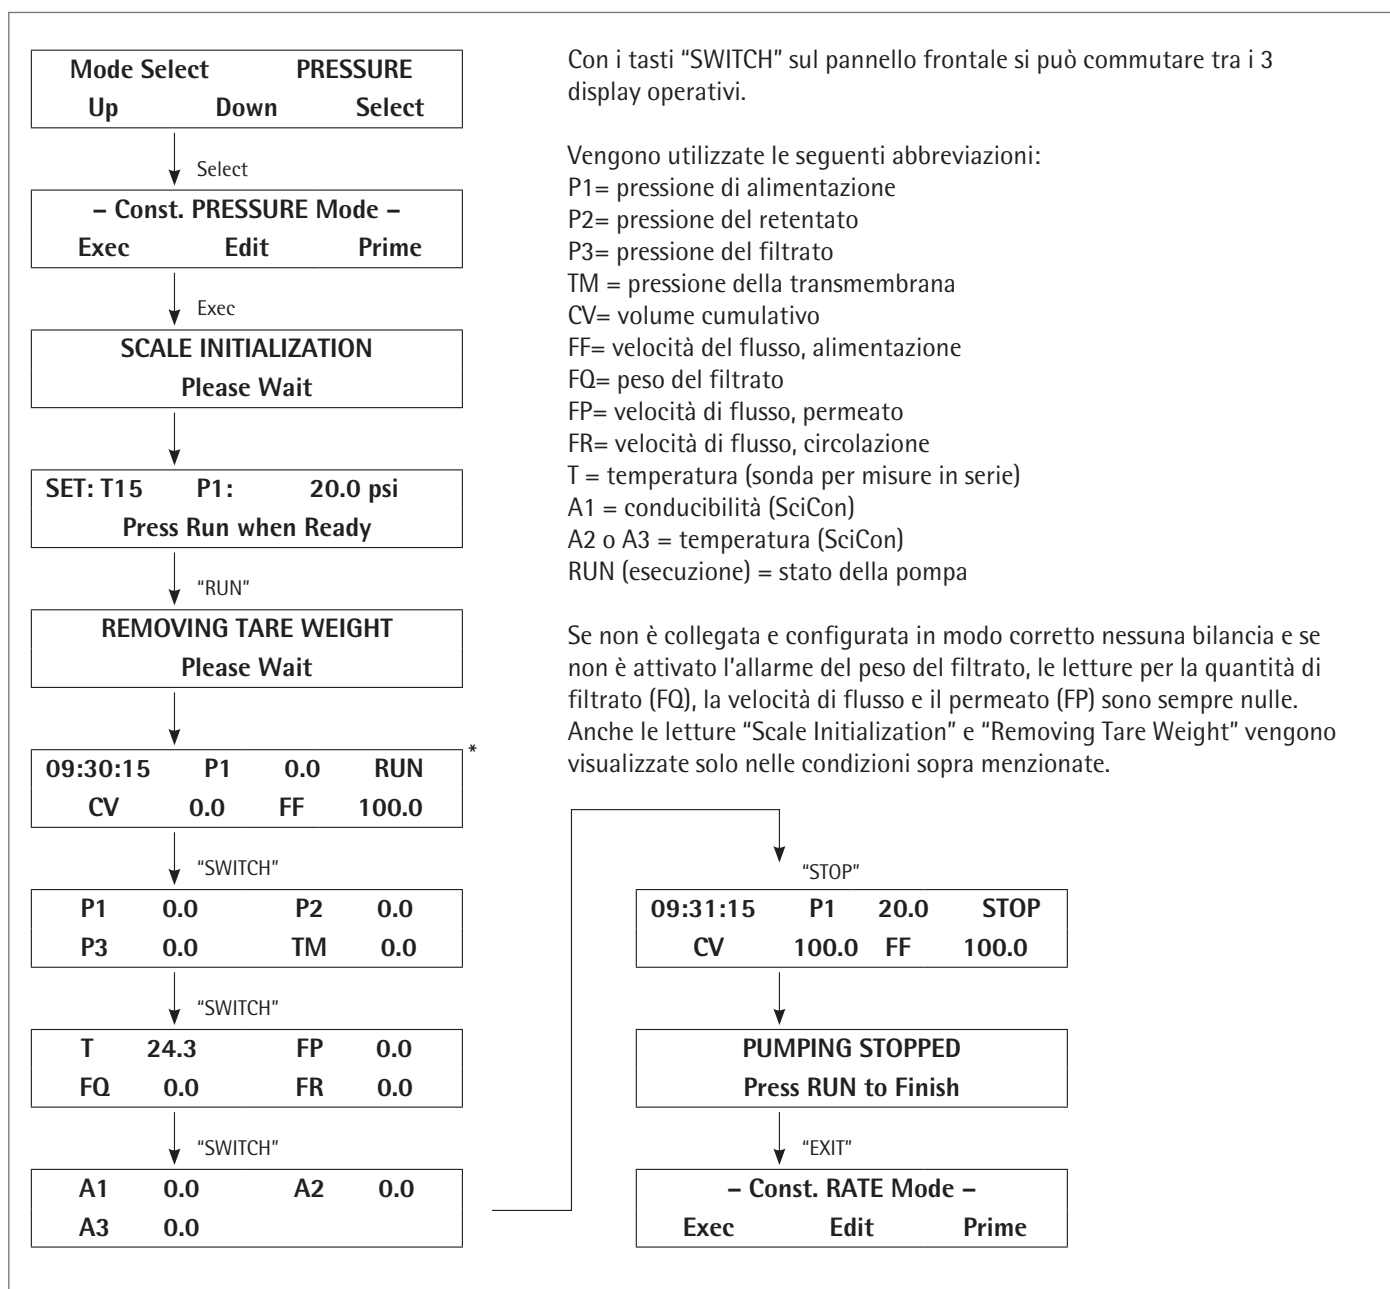 Mode Select PRESSURE
Up Down Select
Select
– Const. PRESSURE Mode –
Exec Edit Prime
Exec
SCALE INITIALIZATION
Please Wait
SET: T15 P1: 20.0 psi
Press Run when Ready
“RUN”
REMOVING TARE WEIGHT
Please Wait
09:30:15 P1 0.0 RUN *
CV 0.0 FF 100.0
“SWITCH”
P1 0.0 P2 0.0
P3 0.0 TM 0.0
“SWITCH”
T 24.3 FP 0.0
FQ 0.0 FR 0.0
“SWITCH”
A1 0.0 A2 0.0
A3 0.0
Con i tasti “SWITCH” sul pannello frontale si può commutare tra i 3
display operativi.
Vengono utilizzate le seguenti abbreviazioni:
P1= pressione di alimentazione
P2= pressione del retentato
P3= pressione del filtrato
TM = pressione della transmembrana
CV= volume cumulativo
FF= velocità del flusso, alimentazione
FQ= peso del filtrato
FP= velocità di flusso, permeato
FR= velocità di flusso, circolazione
T = temperatura (sonda per misure in serie)
A1 = conducibilità (SciCon)
A2 o A3 = temperatura (SciCon)
RUN (esecuzione) = stato della pompa
Se non è collegata e configurata in modo corretto nessuna bilancia e se
non è attivato l’allarme del peso del filtrato, le letture per la quantità di
filtrato (FQ), la velocità di flusso e il permeato (FP) sono sempre nulle.
Anche le letture “Scale Initialization” e “Removing Tare Weight” vengono
visualizzate solo nelle condizioni sopra menzionate.
“STOP”
09:31:15 P1 20.0 STOP
CV 100.0 FF 100.0
PUMPING STOPPED
Press RUN to Finish
“EXIT”
– Const. RATE Mode –
Exec Edit Prime